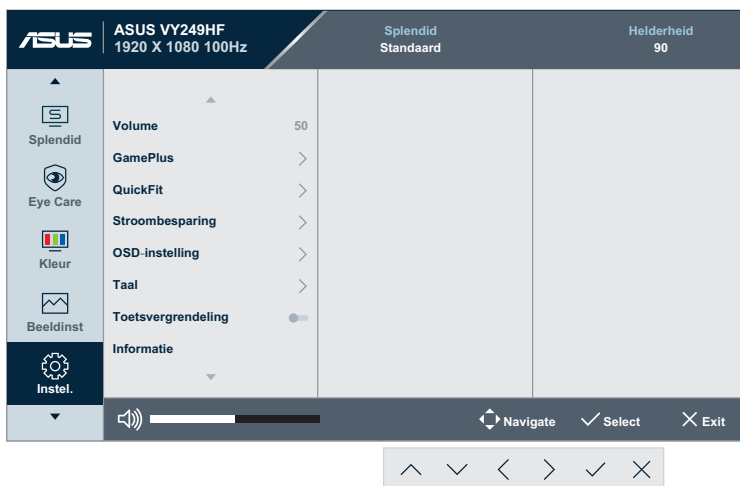 ASUS
ASUS VY249HF
1920 X 1080 100Hz
Splendid
Standaard
Helderheid
90
Splendid
Eye Care
Kleur
Beeldinst
Instel.
Volume 50
GamePlus
QuickFit
Stroombesparing
OSD-instelling
Taal
Toetsvergrendeling
Informatie
Navigate Select Exit